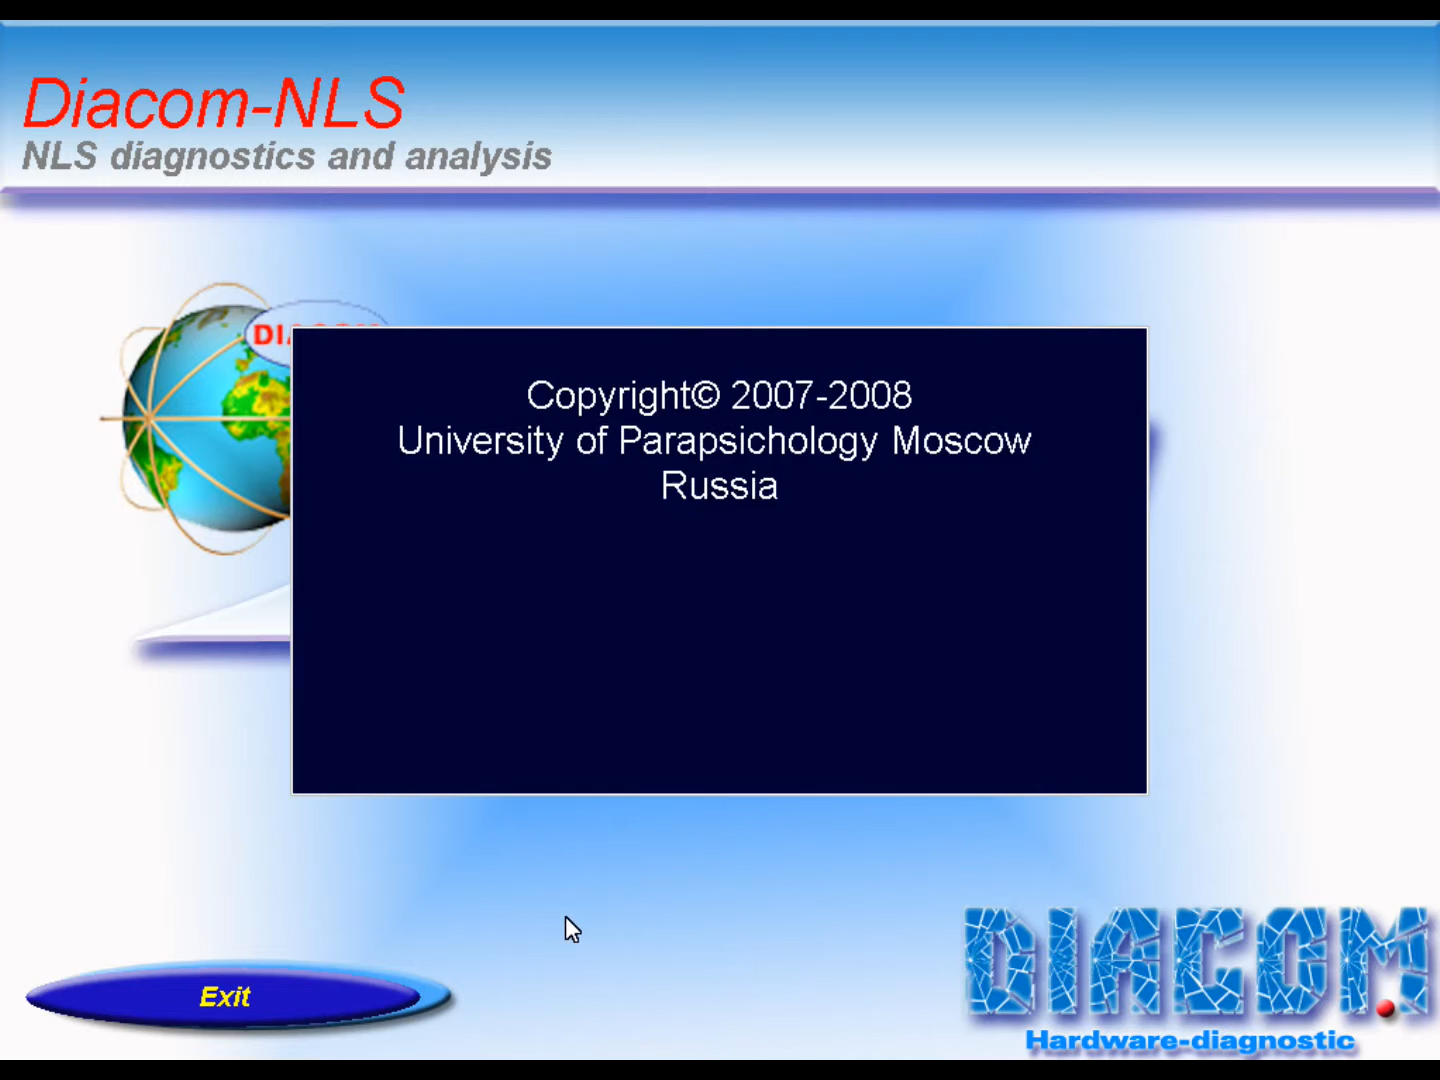 Diacom-NLS
NLS diagnostics and analysis
Copyright© 2007-2008
University of Parapsichology Moscow
Russia
Exit
DIACOM
Hardware-diagnostic